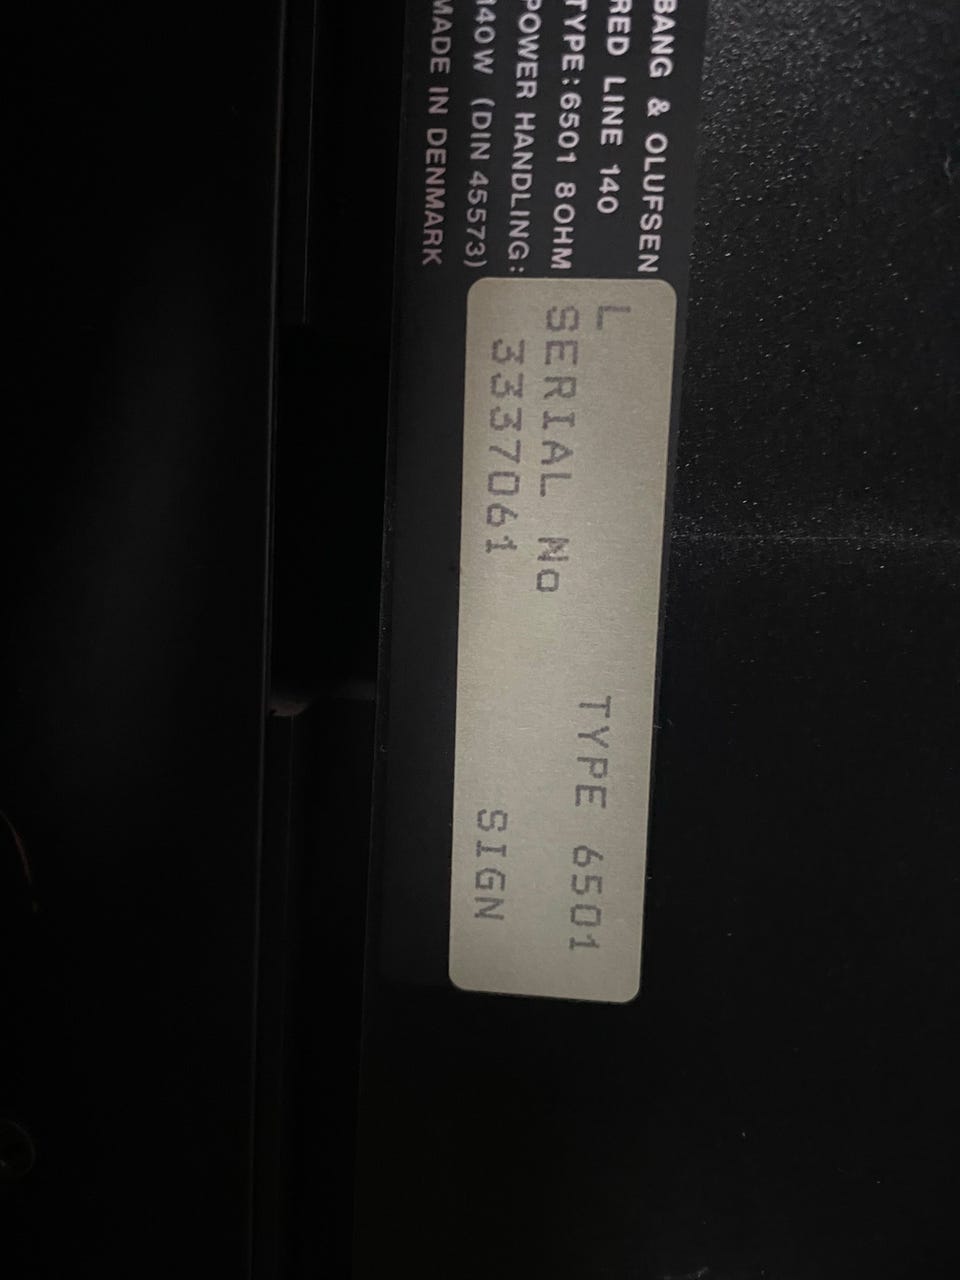 BANG & OLUFSEN
RED LINE 140
TYPE:6501 8OHM
POWER HANDLING:
140W (DIN 45573)
MADE IN DENMARK
L TYPE 6501
SERIAL No
3337061 SIGN